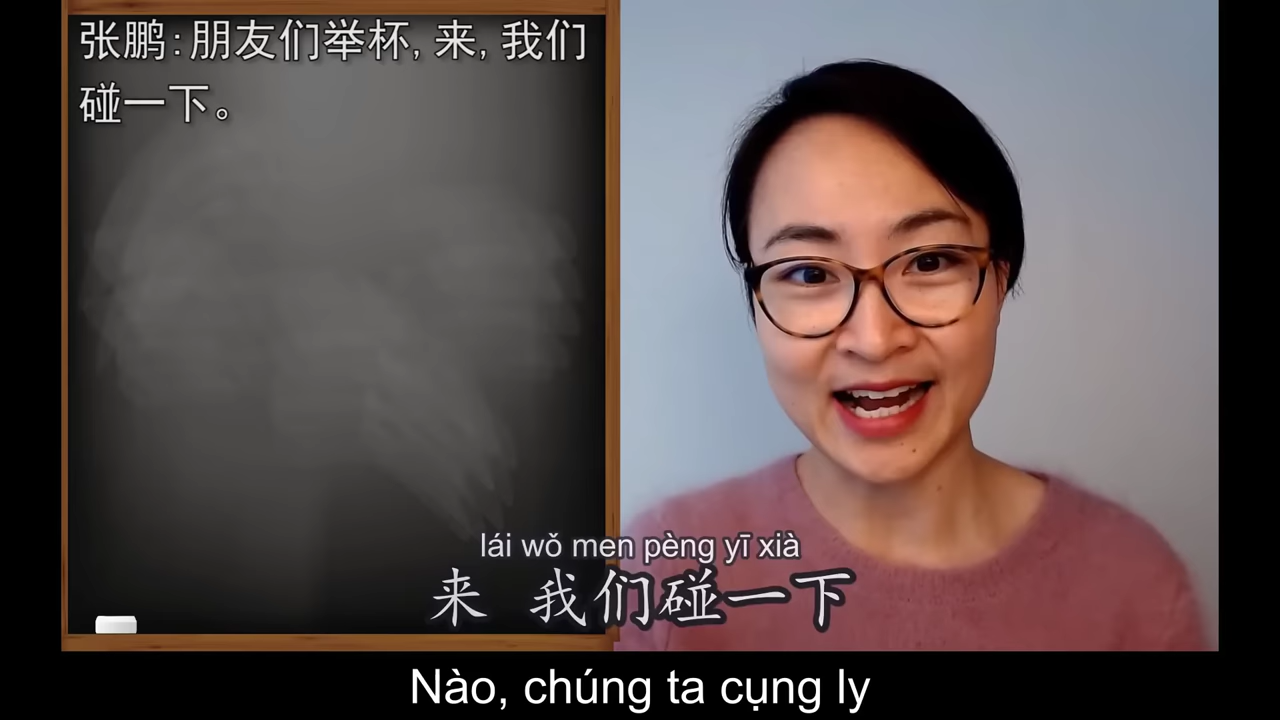 张鹏:朋友们举杯,来,我们
碰一下。
lái wǒ men pèng yī xià
来 我们碰一下
Nào, chúng ta cụng ly